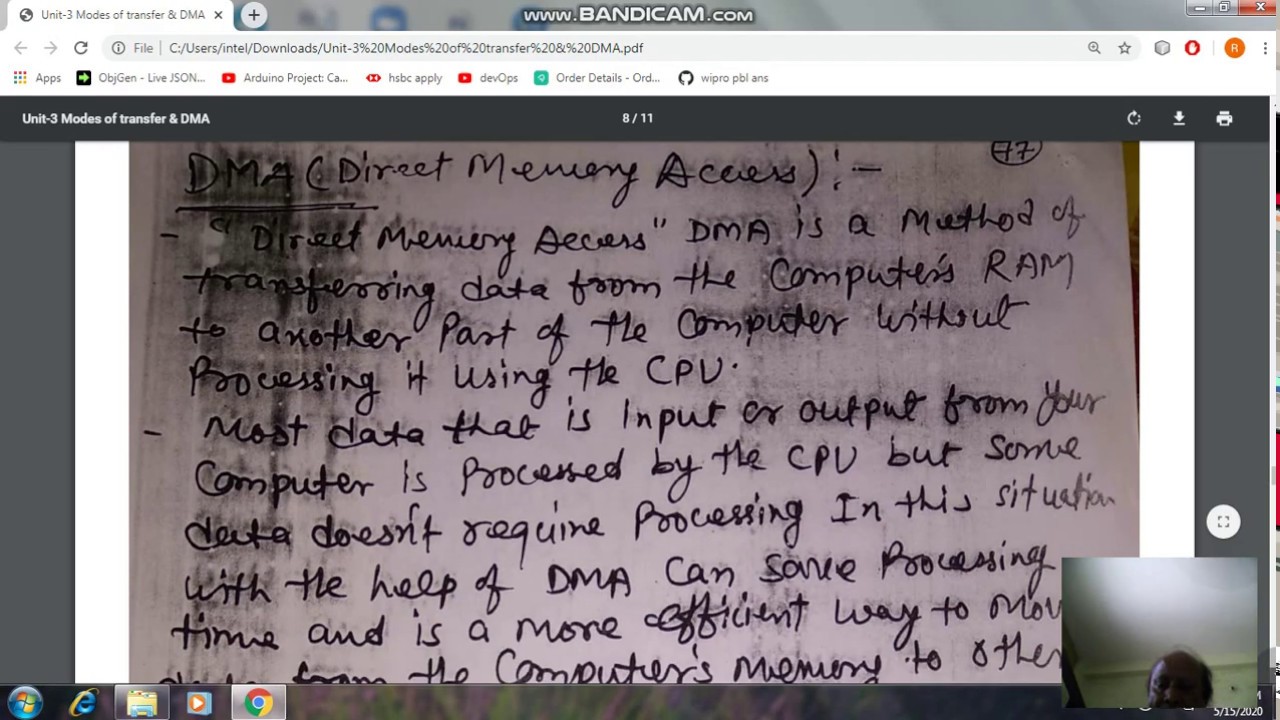 Unit-3 Modes of transfer & DMA
www.BANDICAM.com
File
C:/Users/intel/Downloads/Unit-3%20Modes%20of%20transfer%20&%20DMA.pdf
R
Apps ObjGen - Live JSON... Arduino Project: Ca... hsbc apply devOps Order Details - Ord... wipro pbl ans
Unit-3 Modes of transfer & DMA 8 / 11
77
DMA (Direct Memory Access) :-
- "Direct Memory Access" DMA is a Method of
transferring data from the Computer's RAM
to another Part of the Computer without
Processing it using the CPU.
- Most data that is input or output from your
Computer is Processed by the CPU but some
data doesn't require Processing In this situation
with the help of DMA Can save Processing
time and is a more efficient way to
the Computer's memory to other
5/15/2020